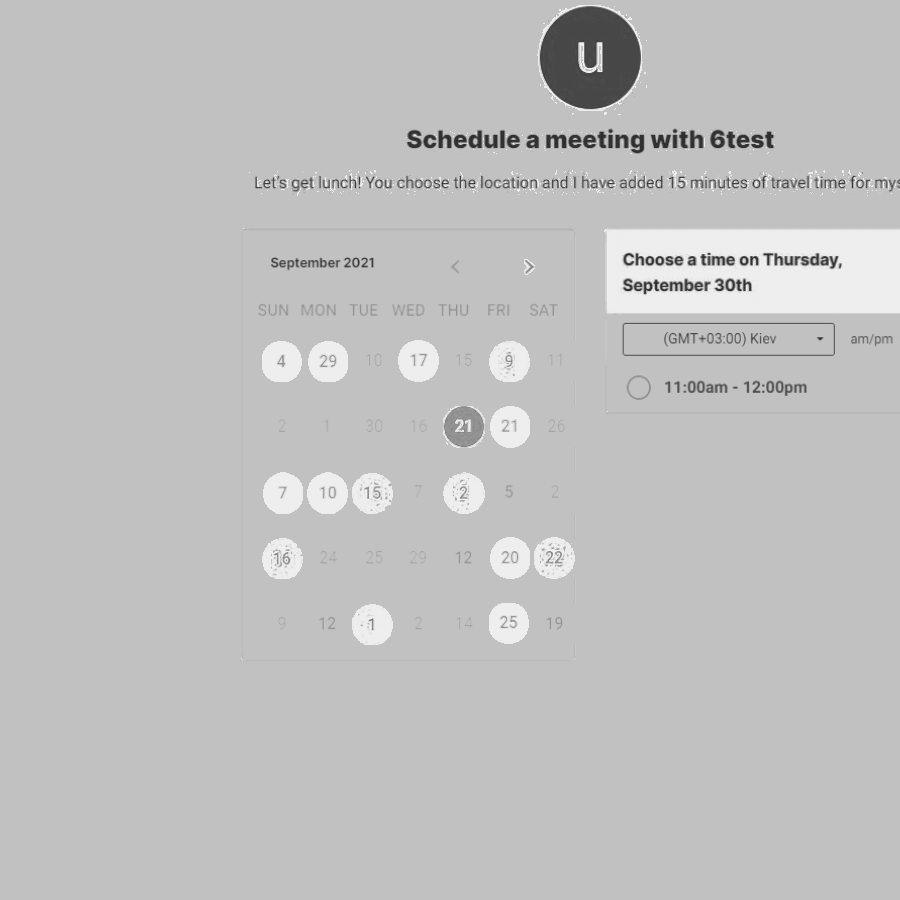 u
Schedule a meeting with 6test
Let's get lunch! You choose the location and I have added 15 minutes of travel time for mys
September 2021
SUN MON TUE WED THU FRI SAT
4 29 10 17 15 9 11
2 1 30 16 21 21 26
7 10 15 7 2 5 2
16 24 25 29 12 20 22
9 12 1 2 14 25 19
Choose a time on Thursday,
September 30th
(GMT+03:00) Kiev am/pm
11:00am - 12:00pm